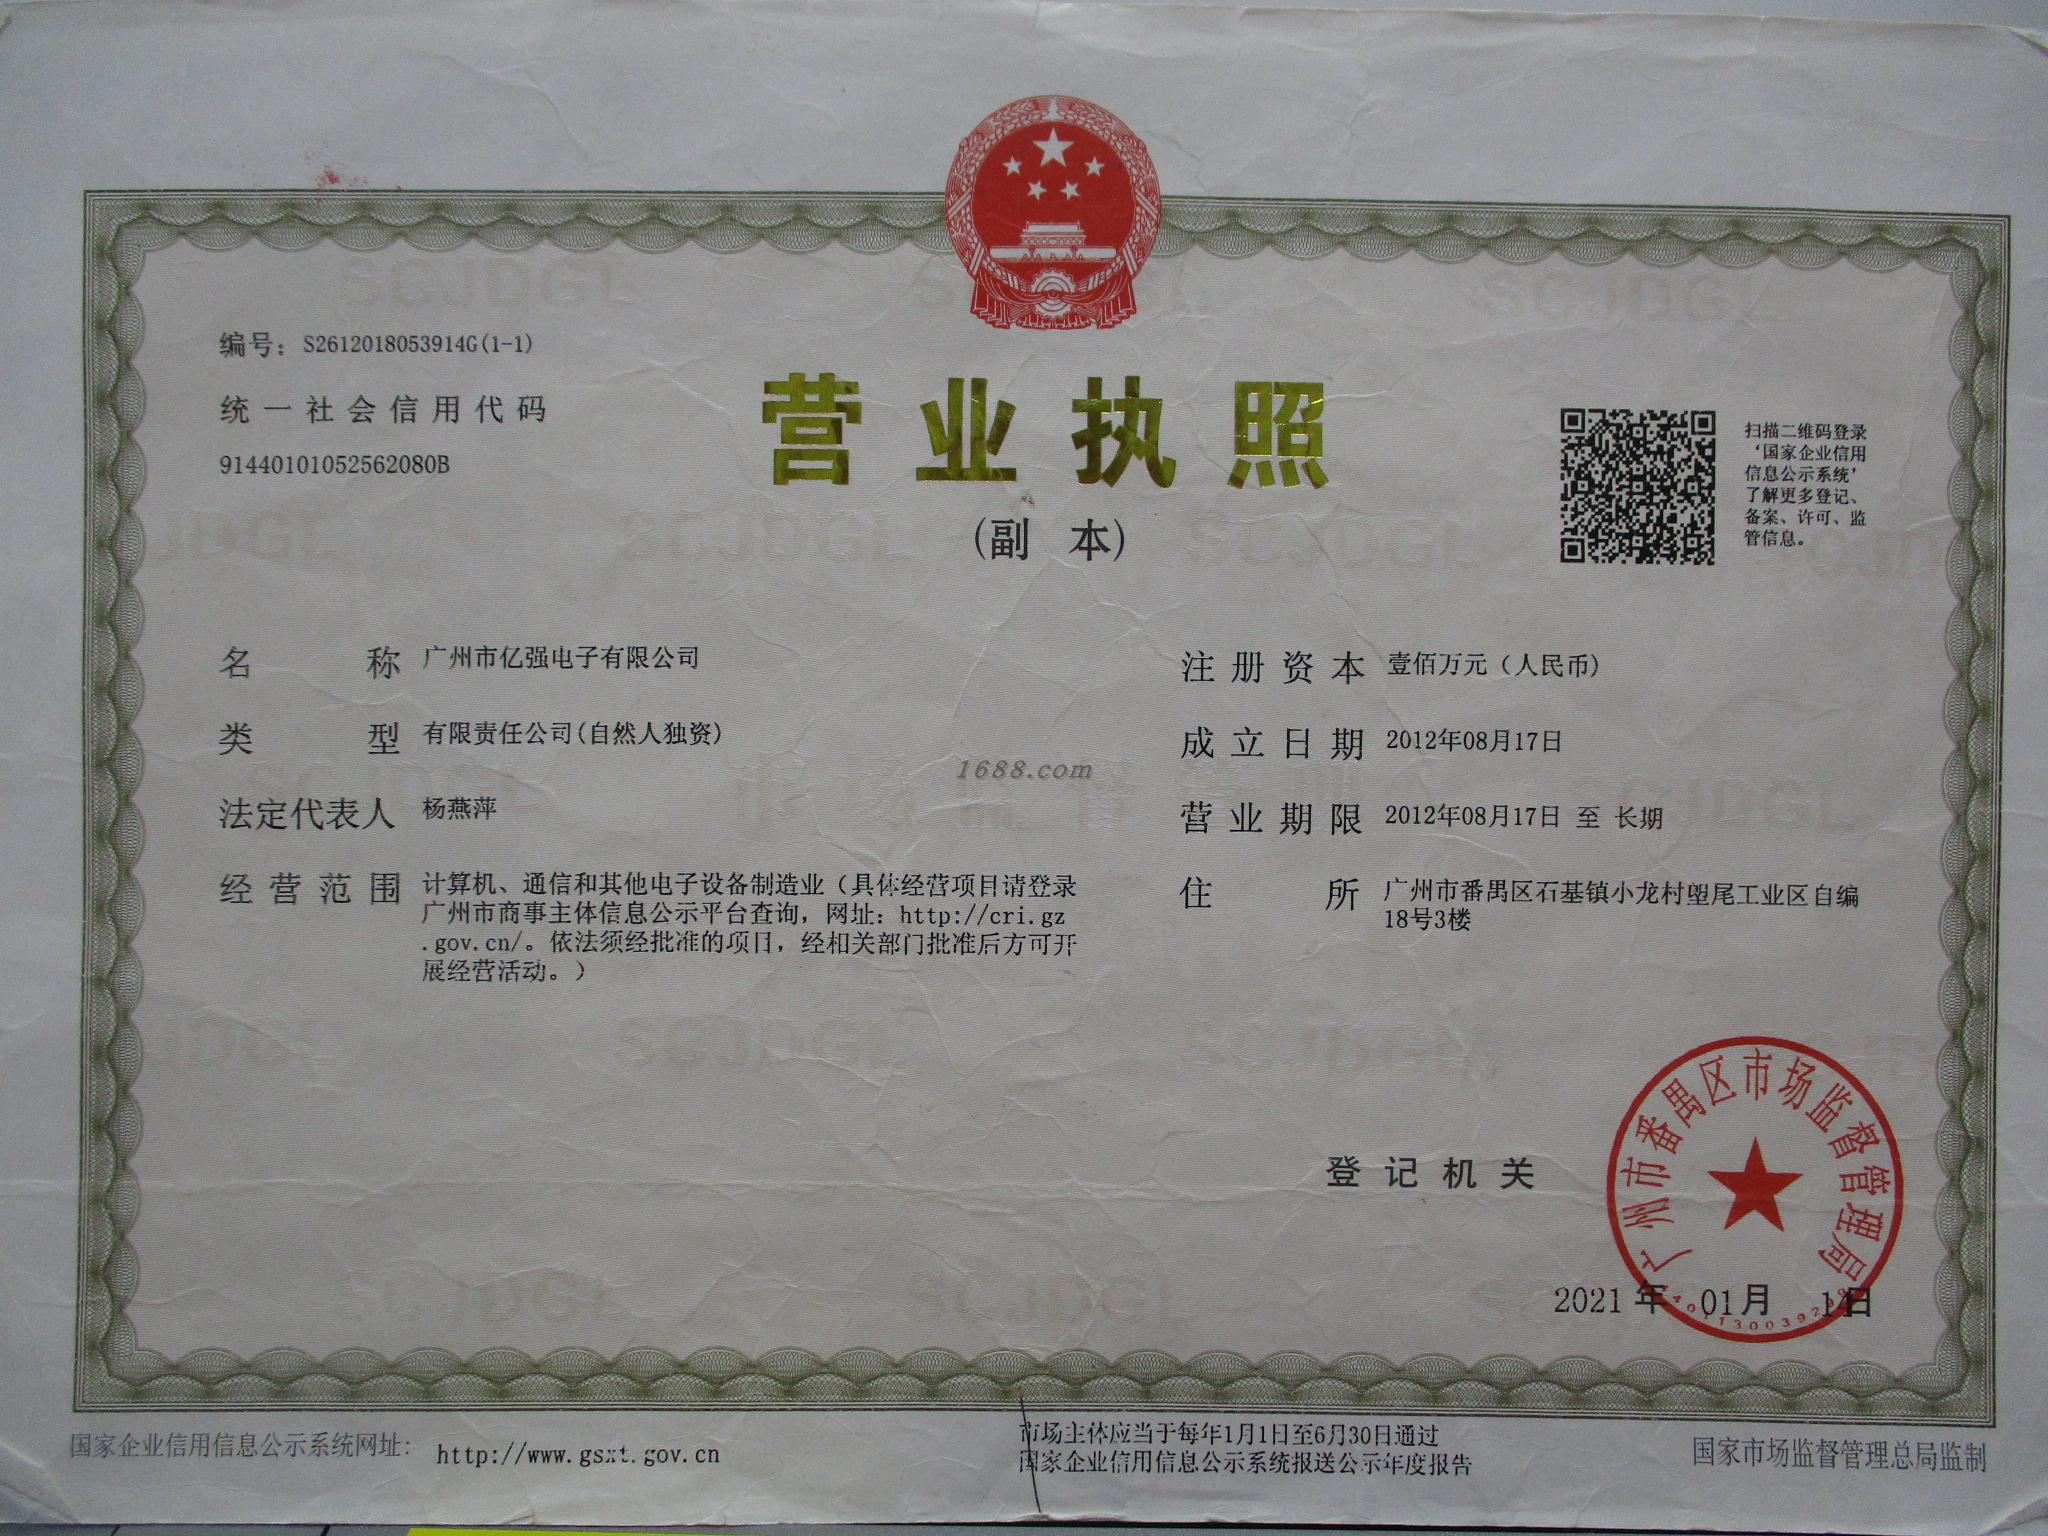 编号：S2612018053914G(1-1)
统一社会信用代码
91440101052562080B
营业执照
(副 本)
扫描二维码登录
‘国家企业信用
信息公示系统’
了解更多登记、
备案、许可、监
管信息。
名称 广州市亿强电子有限公司
类型 有限责任公司(自然人独资)
法定代表人 杨燕萍
经营范围 计算机、通信和其他电子设备制造业（具体经营项目请登录
广州市商事主体信息公示平台查询，网址：http://cri.gz
.gov.cn/。依法须经批准的项目，经相关部门批准后方可开
展经营活动。）
注册资本 壹佰万元（人民币）
成立日期 2012年08月17日
营业期限 2012年08月17日 至 长期
住所 广州市番禺区石基镇小龙村塱尾工业区自编
18号3楼
1688.com
登记机关
广州市番禺区市场监督管理局
2021 年 01月 14日
国家企业信用信息公示系统网址：http://www.gsxt.gov.cn
市场主体应当于每年1月1日至6月30日通过
国家企业信用信息公示系统报送公示年度报告
国家市场监督管理总局监制